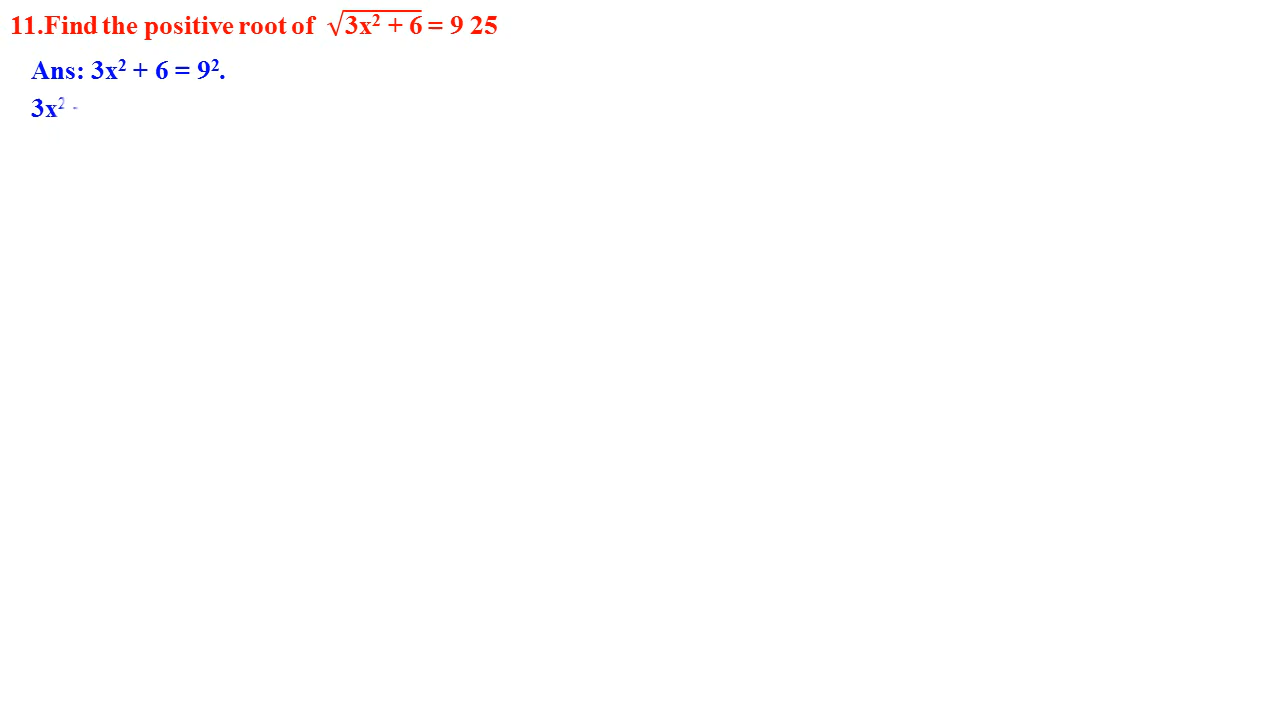 11.Find the positive root of √3x² + 6 = 9 25
Ans: 3x² + 6 = 9².
3x²